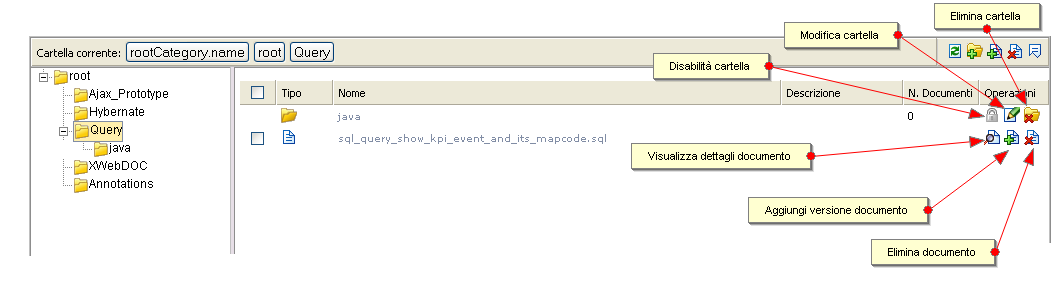 Elimina cartella
Modifica cartella
Disabilità cartella
Cartella corrente: rootCategory.name root Query
root
Ajax_Prototype
Hybernate
Query
java
XWebDOC
Annotations
Tipo Nome Descrizione N. Documenti Operazioni
java 0
sql_query_show_kpi_event_and_its_mapcode.sql
Visualizza dettagli documento
Aggiungi versione documento
Elimina documento